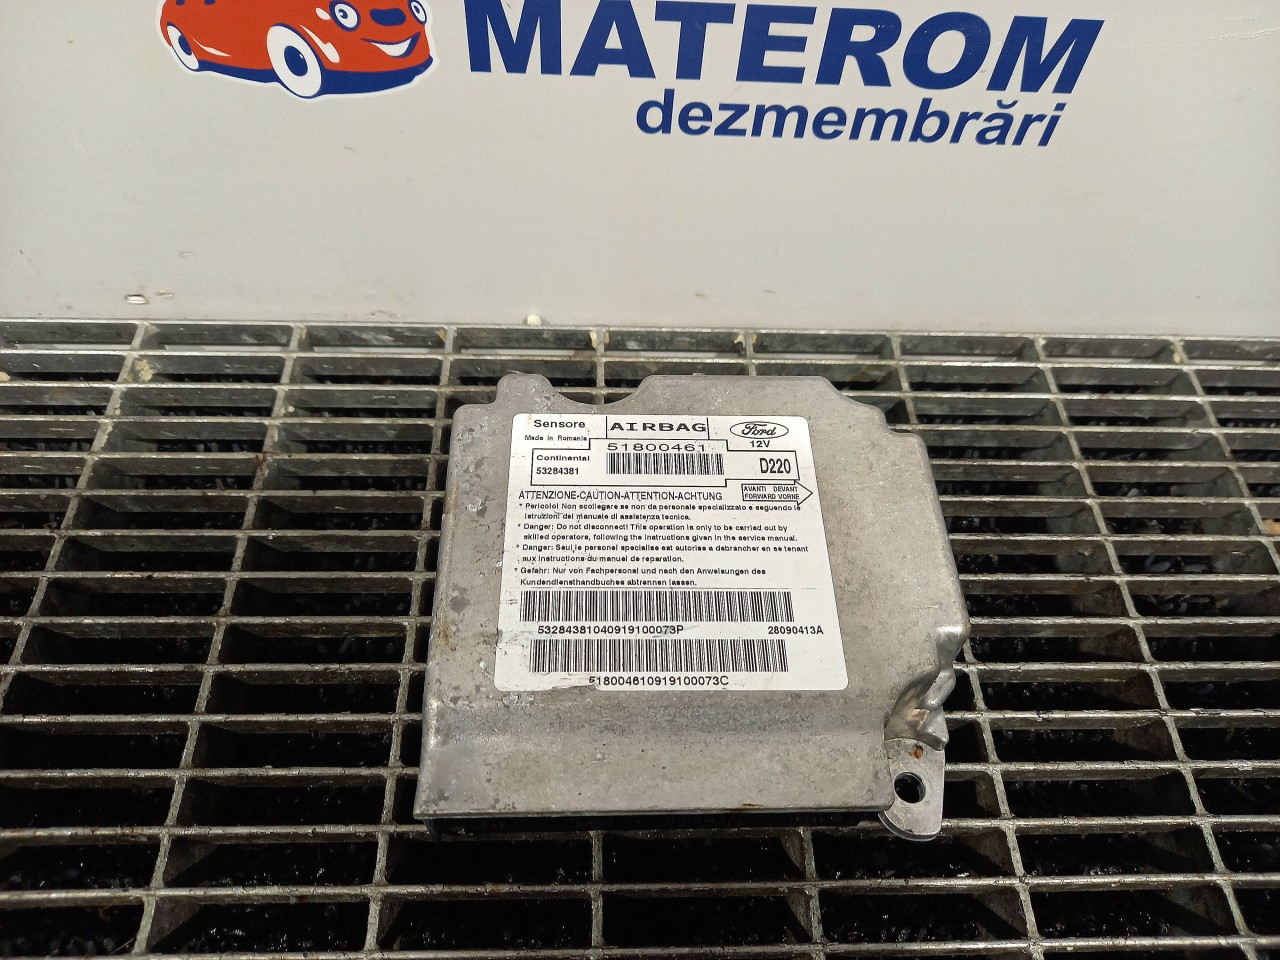 MATEROM
dezmembrări
Sensore
AIRBAG
Ford
Made in Romania
51800461
12V
Continental
53284381
D220
ATTENZIONE-CAUTION-ATTENTION-ACHTUNG
AVANTI DEVANT
FORWARD VORNE
* Pericolo! Non scollegare se non da personale specializzato e seguendo le
istruzioni del manuale di assistenza tecnica.
* Danger: Do not disconnect! This operation is only to be carried out by
skilled operators, following the instructions given in the service manual.
* Danger: Seul le personel specialise est autorise a debrancher en se tenant
aux instructions du manuel de reparation.
* Gefahr: Nur von Fachpersonal und nach den Anweisungen des
Kundendiensthandbuches abtrennen lassen.
53284381040919100073P
28090413A
518004610919100073C